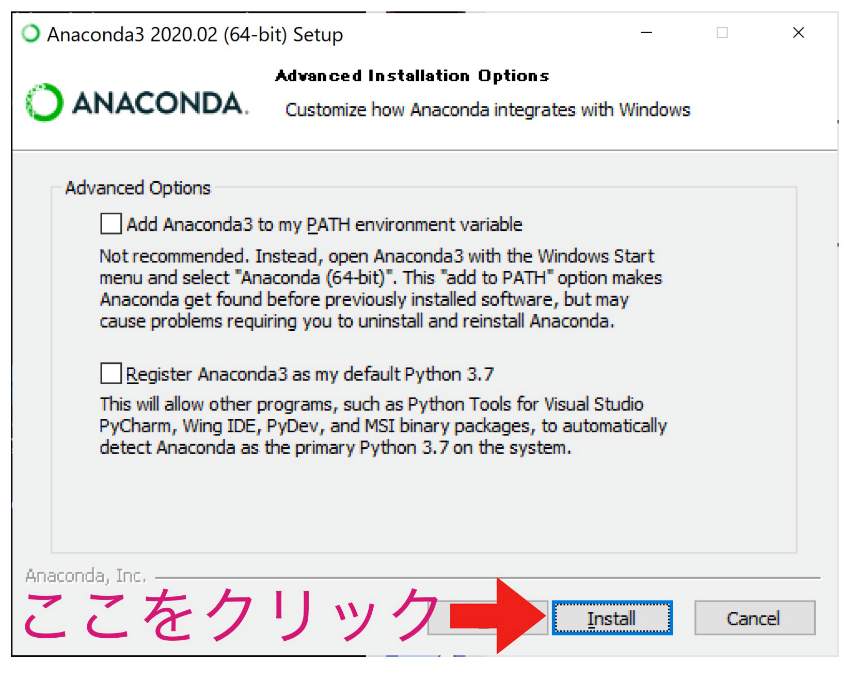 Anaconda3 2020.02 (64-bit) Setup
ANACONDA.
Advanced Installation Options
Customize how Anaconda integrates with Windows
Advanced Options
Add Anaconda3 to my PATH environment variable
Not recommended. Instead, open Anaconda3 with the Windows Start
menu and select "Anaconda (64-bit)". This "add to PATH" option makes
Anaconda get found before previously installed software, but may
cause problems requiring you to uninstall and reinstall Anaconda.
Register Anaconda3 as my default Python 3.7
This will allow other programs, such as Python Tools for Visual Studio
PyCharm, Wing IDE, PyDev, and MSI binary packages, to automatically
detect Anaconda as the primary Python 3.7 on the system.
Anaconda, Inc.
ここをクリック
Install
Cancel